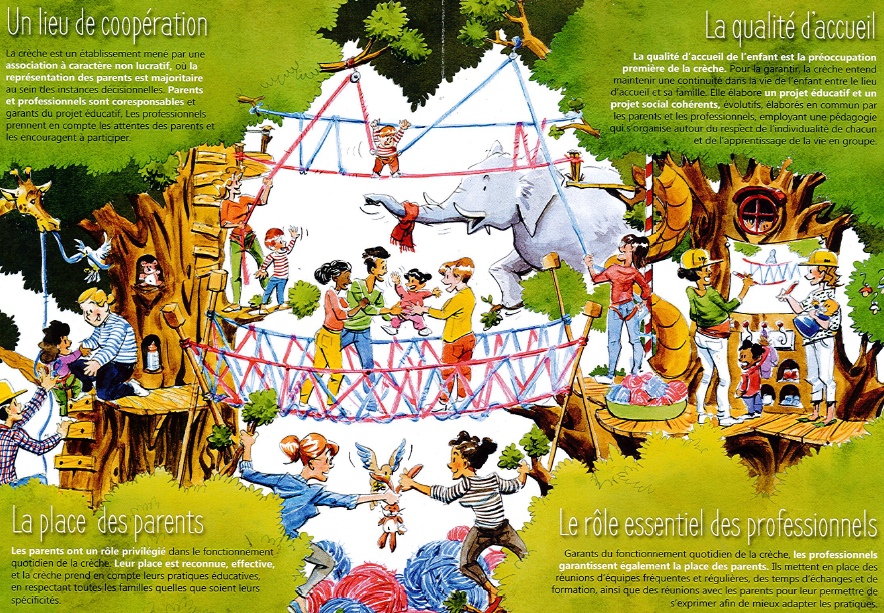 Un lieu de coopération
La crèche est un établissement mené par une
association à caractère non lucratif, où la
représentation des parents est majoritaire
au sein des instances décisionnelles. Parents
et professionnels sont coresponsables et
garants du projet éducatif. Les professionnels
prennent en compte les attentes des parents et
les encouragent à participer.
La qualité d'accueil
La qualité d'accueil de l'enfant est la préoccupation
première de la crèche. Pour la garantir, la crèche entend
maintenir une continuité dans la vie de l'enfant entre le lieu
d'accueil et sa famille. Elle élabore un projet éducatif et un
projet social cohérents, évolutifs, élaborés en commun par
les parents et les professionnels, employant une pédagogie
qui s'organise autour du respect de l'individualité de chacun
et de l'apprentissage de la vie en groupe.
La place des parents
Les parents ont un rôle privilégié dans le fonctionnement
quotidien de la crèche. Leur place est reconnue, effective,
et la crèche prend en compte leurs pratiques éducatives,
en respectant toutes les familles quelles que soient leurs
spécificités.
Le rôle essentiel des professionnels
Garants du fonctionnement quotidien de la crèche, les professionnels
garantissent également la place des parents. Ils mettent en place des
réunions d'équipes fréquentes et régulières, des temps d'échanges et de
formation, ainsi que des réunions avec les parents pour leur permettre de
s'exprimer afin de mieux adapter les pratiques.